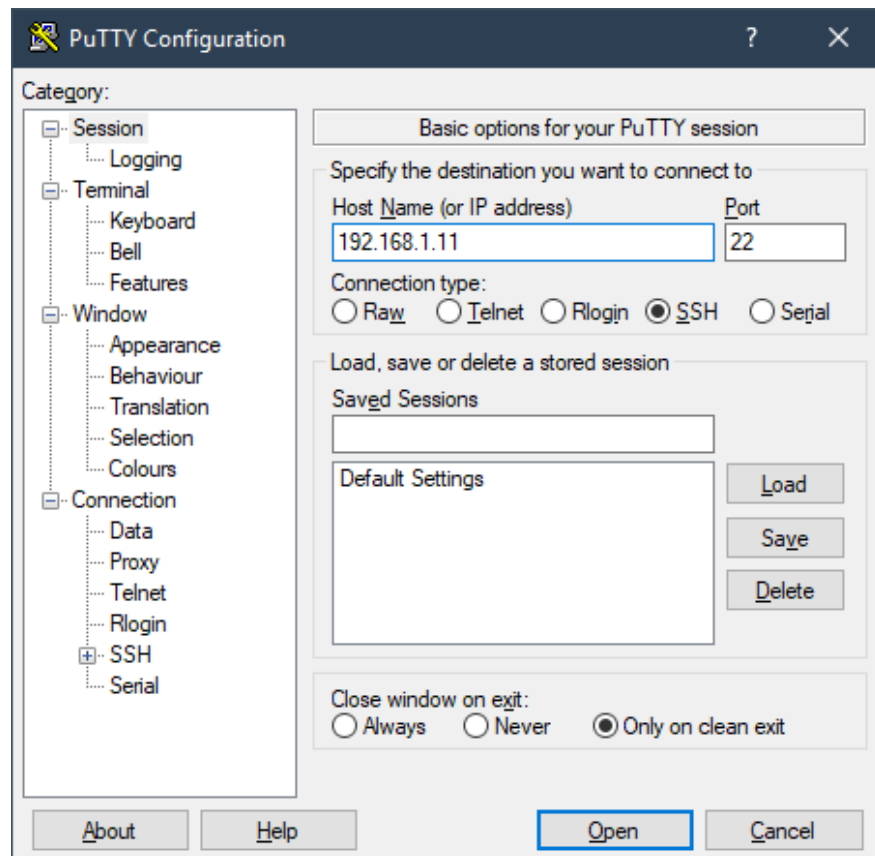 PuTTY Configuration ?
Category:
Session
Logging
Terminal
Keyboard
Bell
Features
Window
Appearance
Behaviour
Translation
Selection
Colours
Connection
Data
Proxy
Telnet
Rlogin
SSH
Serial
Basic options for your PuTTY session
Specify the destination you want to connect to
Host Name (or IP address) Port
192.168.1.11 22
Connection type:
Raw Telnet Rlogin SSH Serial
Load, save or delete a stored session
Saved Sessions
Default Settings
Load
Save
Delete
Close window on exit:
Always Never Only on clean exit
About Help Open Cancel